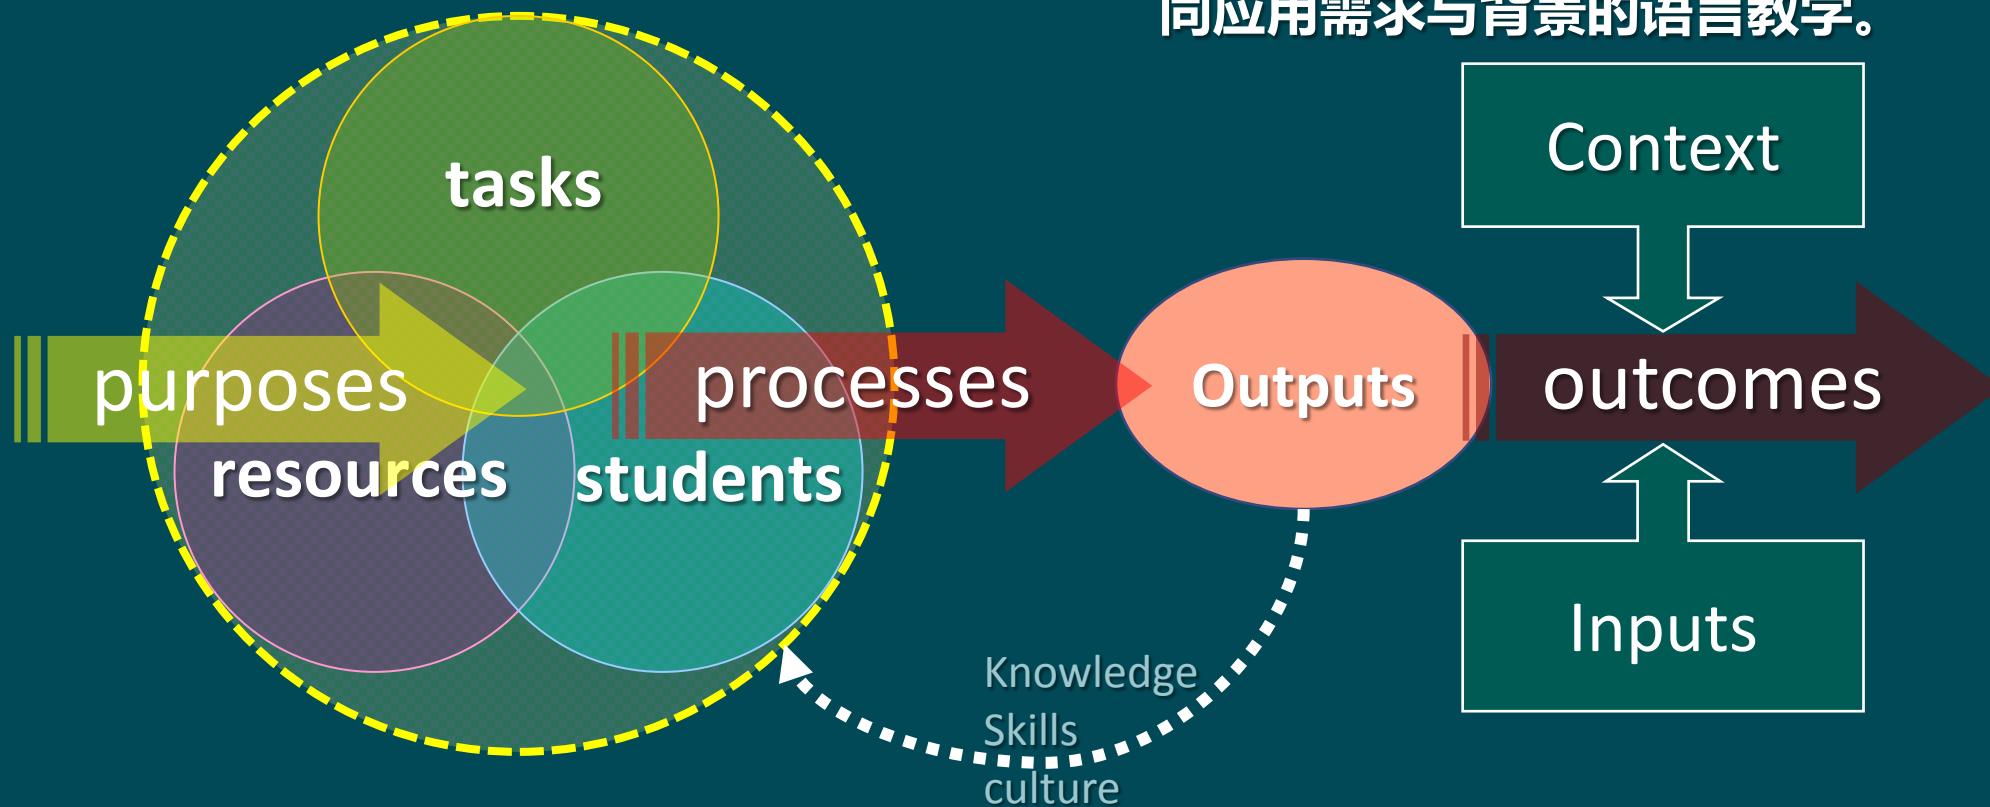 同应用需求与背景的语言教学。
Context
tasks
purposes
processes
Outputs
outcomes
resources
students
Inputs
Knowledge
Skills
culture